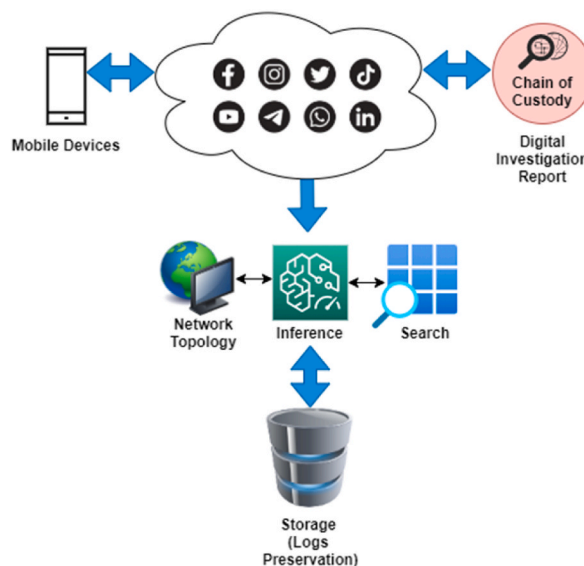 Mobile Devices
Chain of
Custody
Digital
Investigation
Report
Network
Topology
Inference
Search
Storage
(Logs
Preservation)